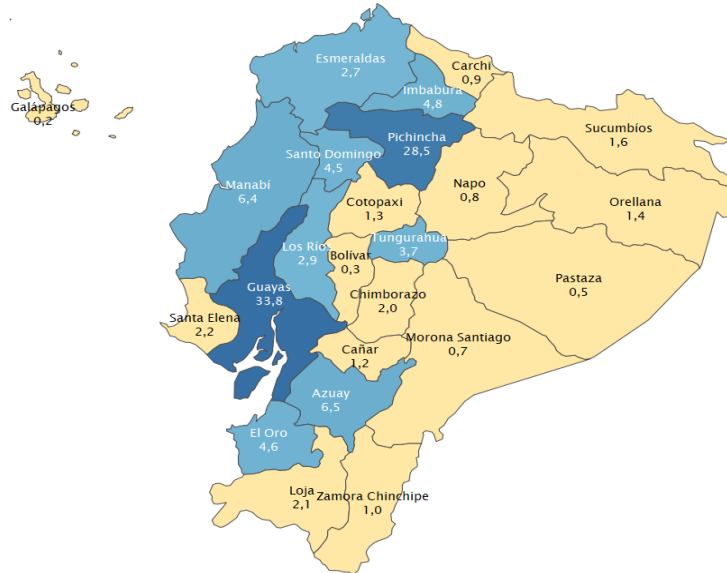 Esmeraldas
2,7
Carchi
0,9
Imbabura
4,8
Galápagos
0,2
Pichincha
28,5
Sucumbíos
1,6
Santo Domingo
4,5
Manabí
6,4
Napo
0,8
Cotopaxi
1,3
Orellana
1,4
Tungurahua
3,7
Los Ríos
2,9
Bolívar
0,3
Pastaza
0,5
Guayas
33,8
Chimborazo
2,0
Santa Elena
2,2
Morona Santiago
0,7
Cañar
1,2
Azuay
6,5
El Oro
4,6
Loja
2,1
Zamora Chinchipe
1,0